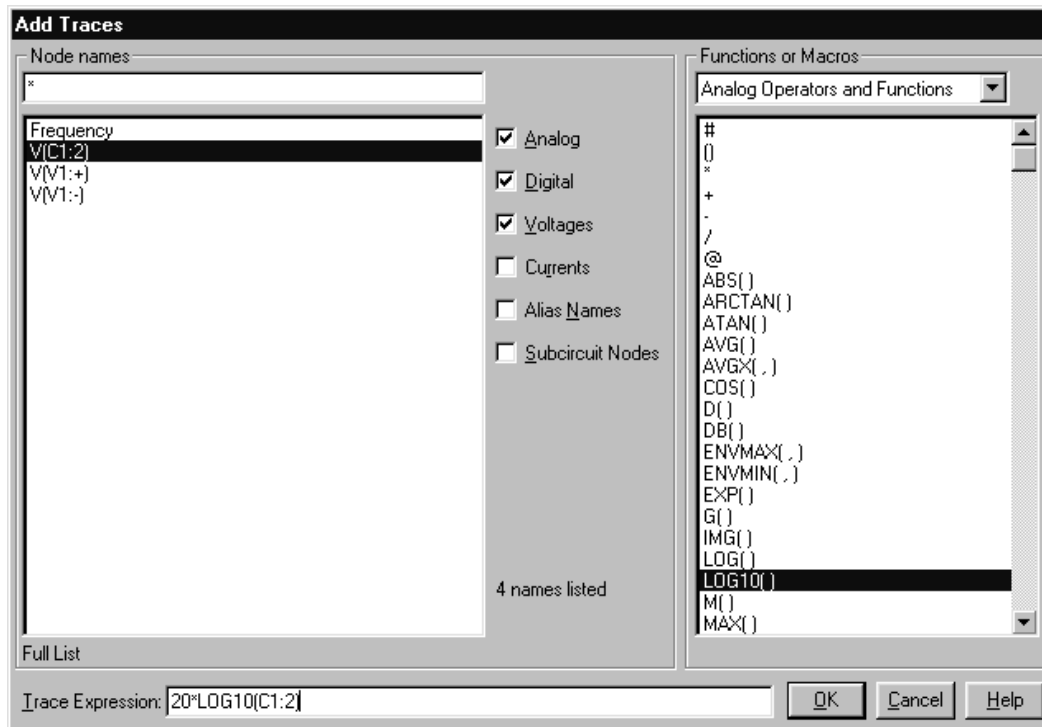 Add Traces
Node names
*
Frequency
V(C1:2)
V(V1:+)
V(V1:-)
Analog
Digital
Voltages
Currents
Alias Names
Subcircuit Nodes
4 names listed
Full List
Functions or Macros
Analog Operators and Functions
#
()
*
+
-
/
@
ABS( )
ARCTAN( )
ATAN( )
AVG( )
AVGX( , )
COS( )
D( )
DB( )
ENVMAX( , )
ENVMIN( , )
EXP( )
G( )
IMG( )
LOG( )
LOG10( )
M( )
MAX( )
Trace Expression: 20*LOG10(C1:2)
OK Cancel Help